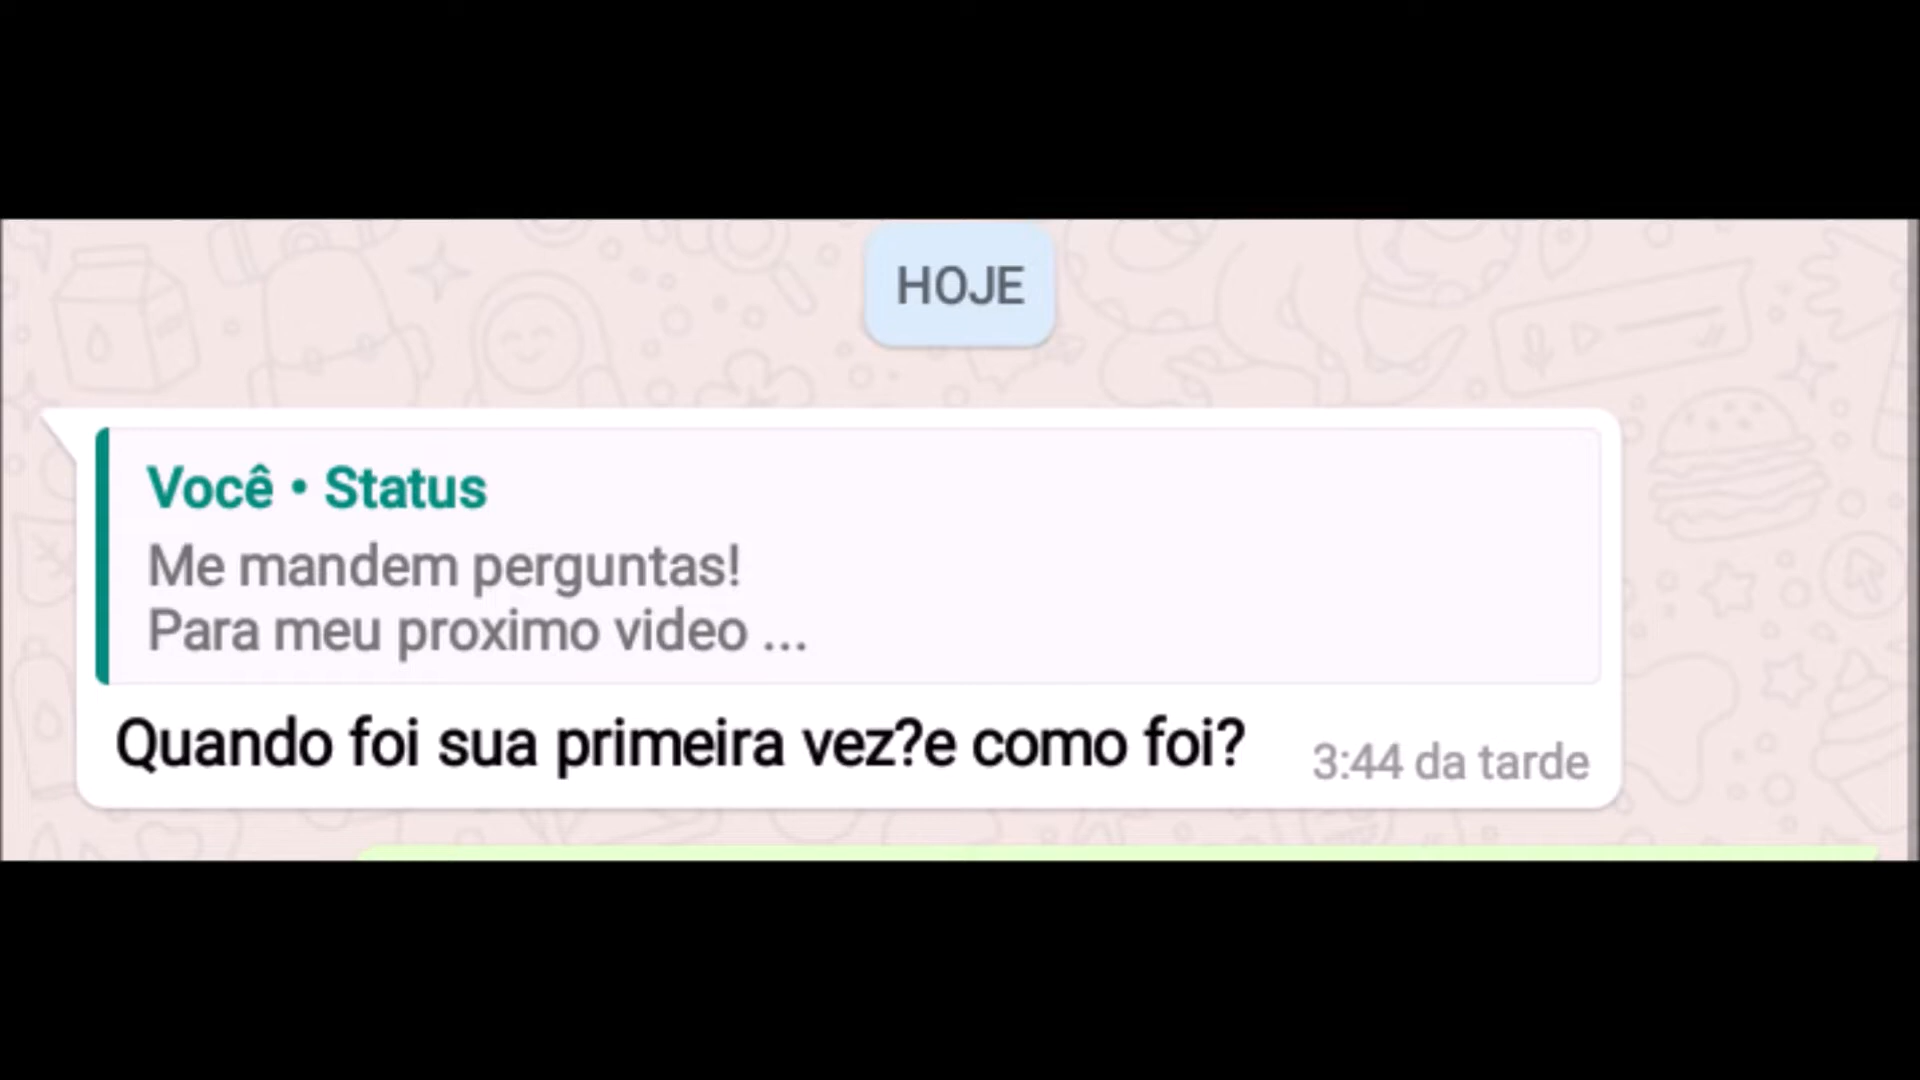 HOJE
Você • Status
Me mandem perguntas!
Para meu proximo video ...
Quando foi sua primeira vez?e como foi?
3:44 da tarde